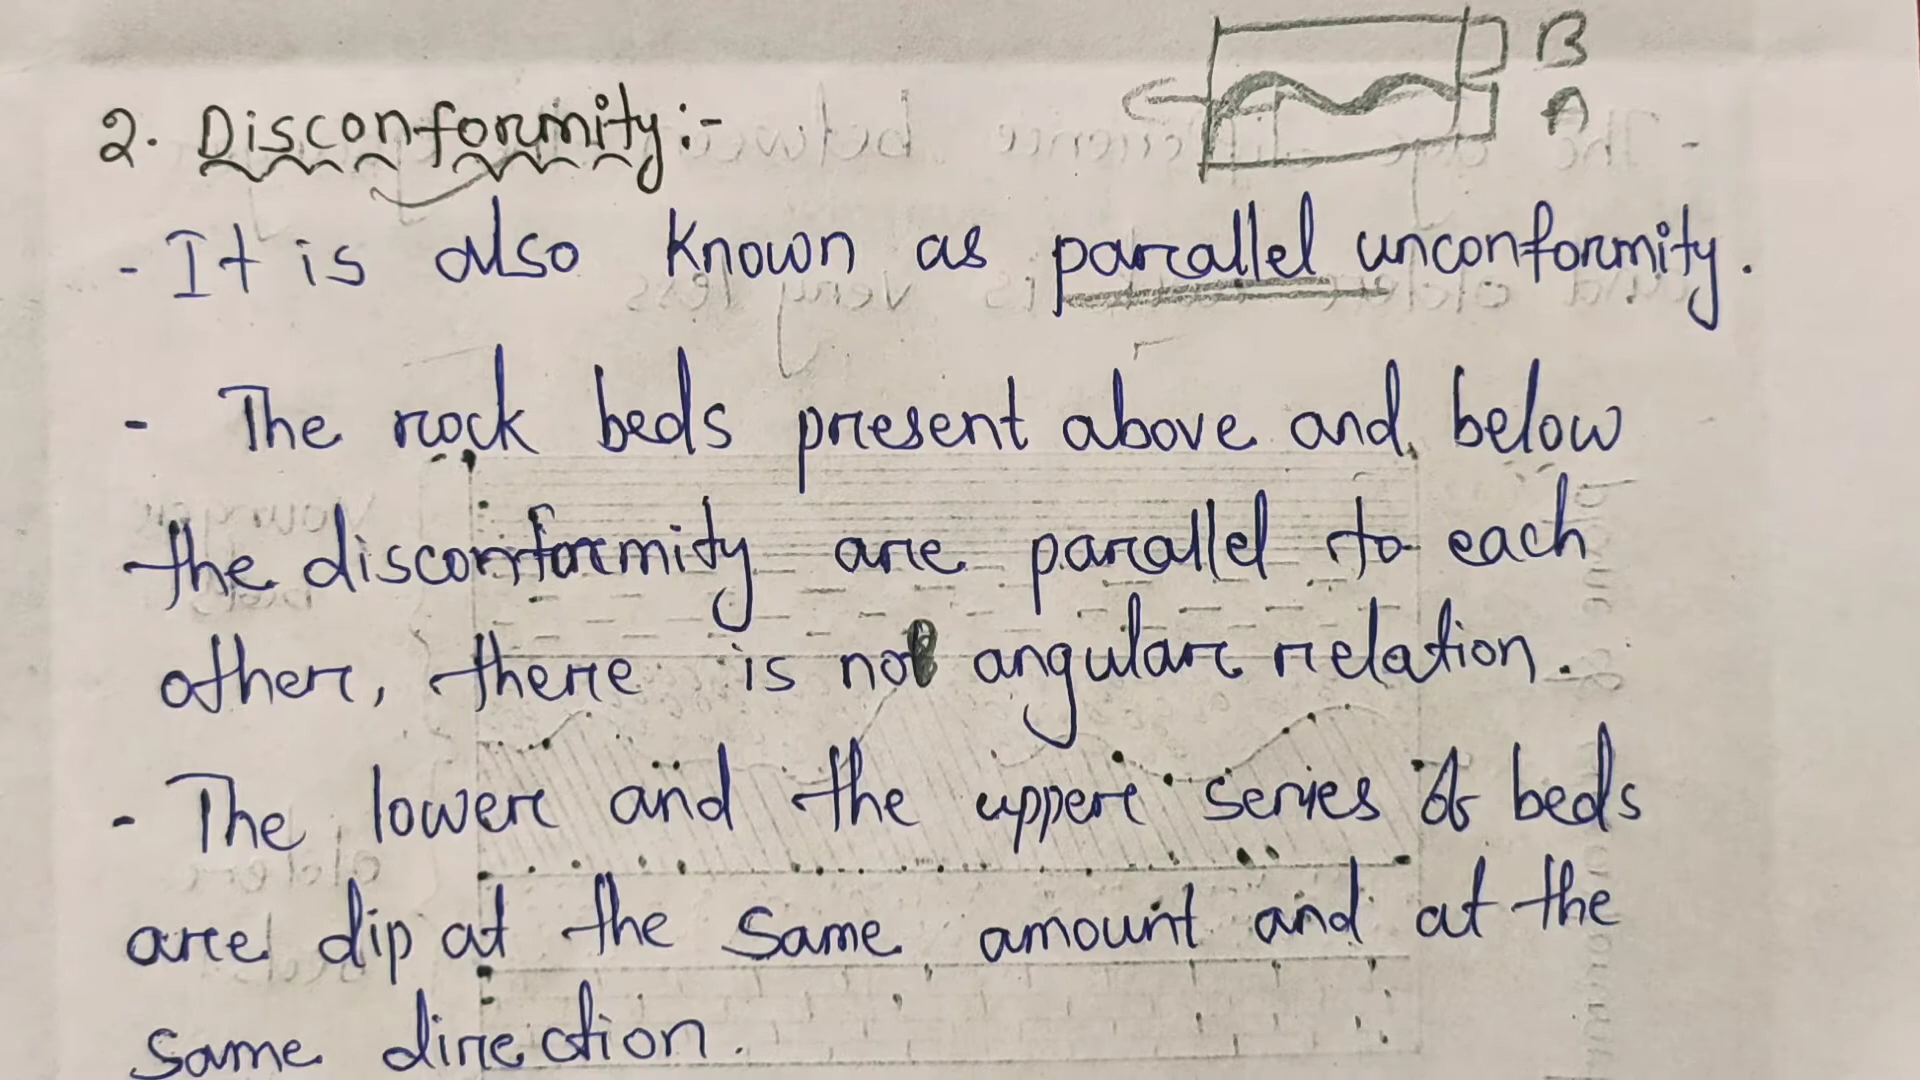 B
A
2. Disconformity:-
- It is also known as parallel unconformity.
- The rock beds present above and below
the disconformity are parallel to each
other, there is no angular relation.
- The lower and the upper series of beds
are dip at the same amount and at the
same direction.